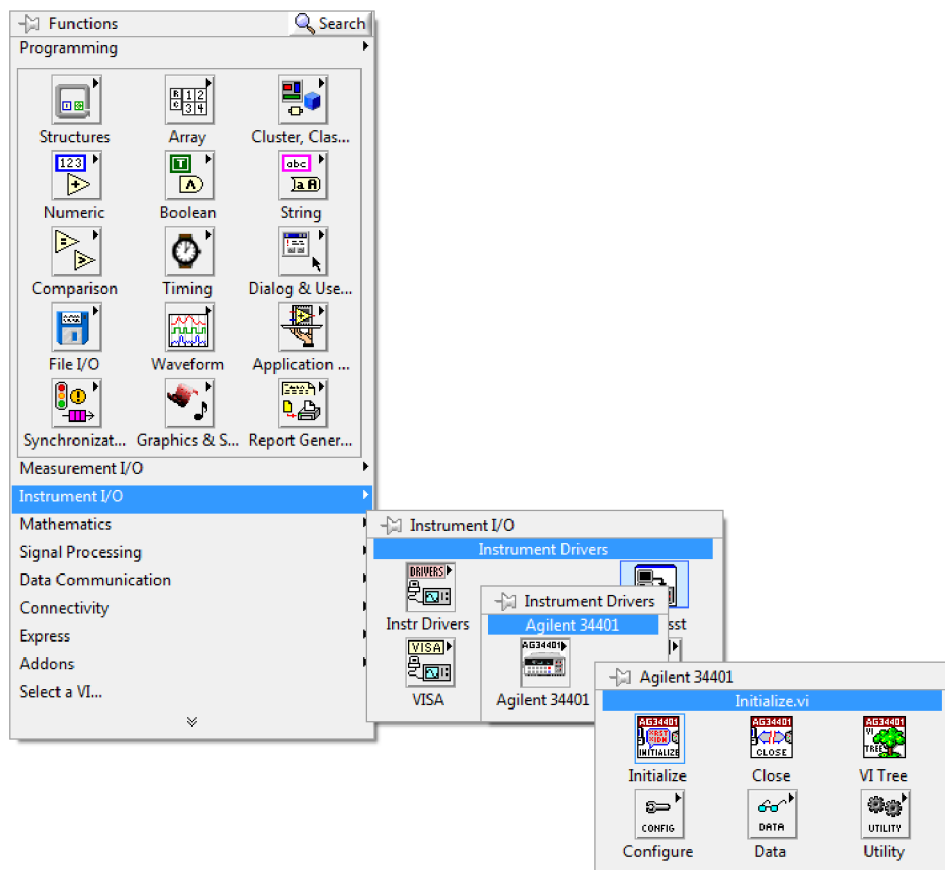 Functions
Search
Programming
Structures
Array
Cluster, Clas...
123
abc
Numeric
Boolean
String
Comparison
Timing
Dialog & Use...
File I/O
Waveform
Application ...
Synchronizat...
Graphics & S...
Report Gener...
Measurement I/O
Instrument I/O
Mathematics
Signal Processing
Data Communication
Connectivity
Express
Addons
Select a VI...
Instrument I/O
Instrument Drivers
DRIVERS
Instr Drivers
sst
VISA
VISA
Instrument Drivers
Agilent 34401
AG34401
Agilent 34401
Agilent 34401
Initialize.vi
AG34401 AG34401 AG34401
INITIALIZE CLOSE VI TREE
Initialize Close VI Tree
CONFIG DATA UTILITY
Configure Data Utility